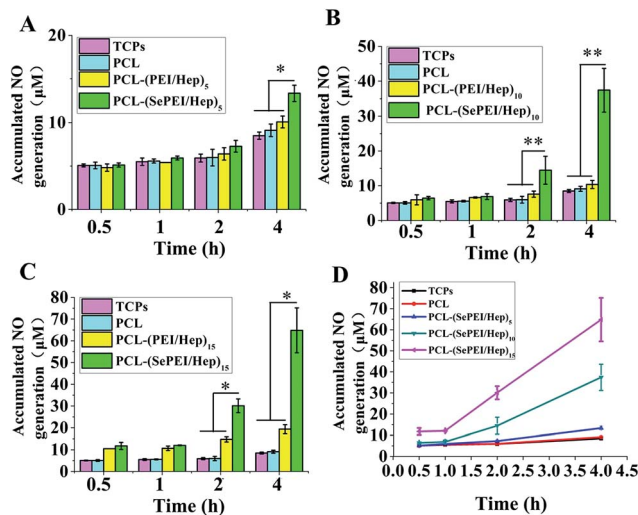 A
TCPs
PCL
PCL-(PEI/Hep)5
PCL-(SePEI/Hep)5
*
Accumulated NO
generation (μM)
20
15
10
5
0
0.5
1
2
4
Time (h)
B
TCPs
PCL
PCL-(PEI/Hep)10
PCL-(SePEI/Hep)10
**
**
Accumulated NO
generation (μM)
50
40
30
20
10
0
0.5
1
2
4
Time (h)
C
TCPs
PCL
PCL-(PEI/Hep)15
PCL-(SePEI/Hep)15
*
*
Accumulated NO
generation (μM)
80
70
60
50
40
30
20
10
0
0.5
1
2
4
Time (h)
D
TCPs
PCL
PCL-(SePEI/Hep)5
PCL-(SePEI/Hep)10
PCL-(SePEI/Hep)15
Accumulated NO
generation (μM)
80
70
60
50
40
30
20
10
0
0.0 0.5 1.0 1.5 2.0 2.5 3.0 3.5 4.0 4.5
Time (h)